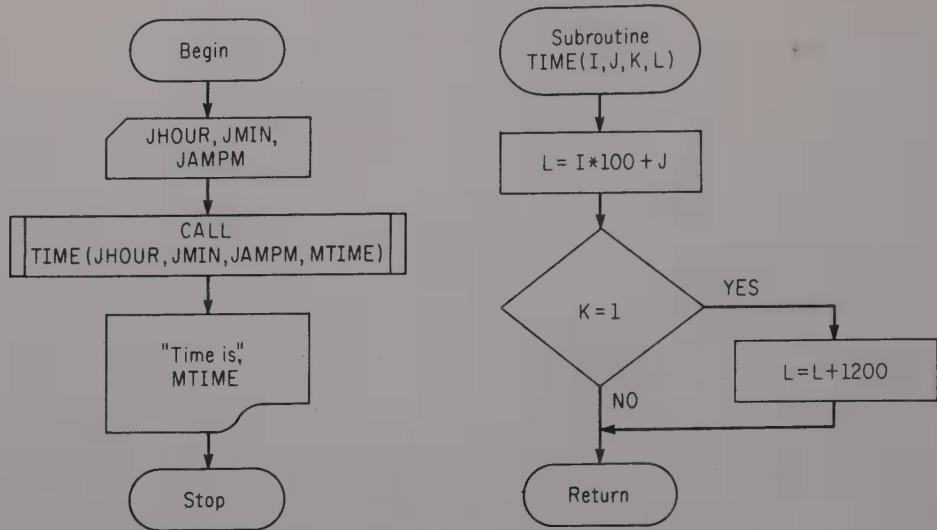 Begin
JHOUR, JMIN,
JAMPM
CALL
TIME(JHOUR, JMIN, JAMPM, MTIME)
"Time is",
MTIME
Stop
Subroutine
TIME(I, J, K, L)
L = I*100 + J
K = 1
YES
L = L+1200
NO
Return